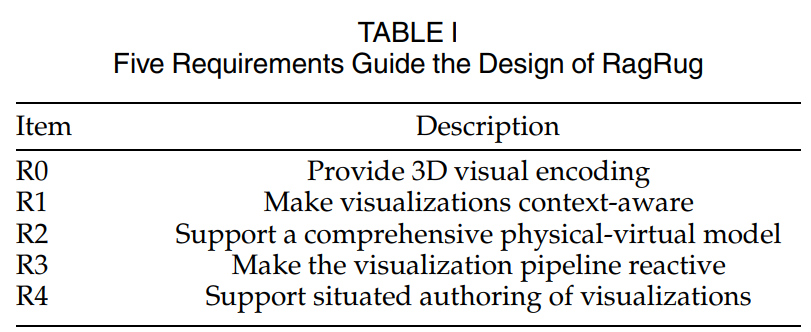 TABLE I
Five Requirements Guide the Design of RagRug
Item Description
R0 Provide 3D visual encoding
R1 Make visualizations context-aware
R2 Support a comprehensive physical-virtual model
R3 Make the visualization pipeline reactive
R4 Support situated authoring of visualizations